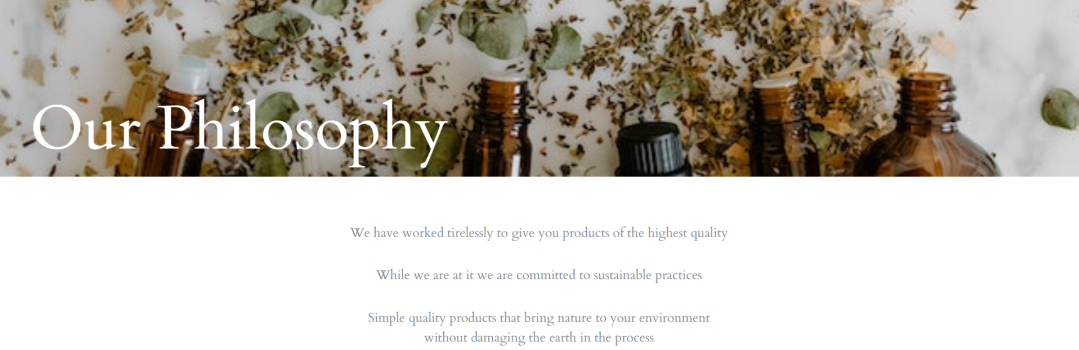 Our Philosophy
We have worked tirelessly to give you products of the highest quality
While we are at it we are committed to sustainable practices
Simple quality products that bring nature to your environment
without damaging the earth in the process